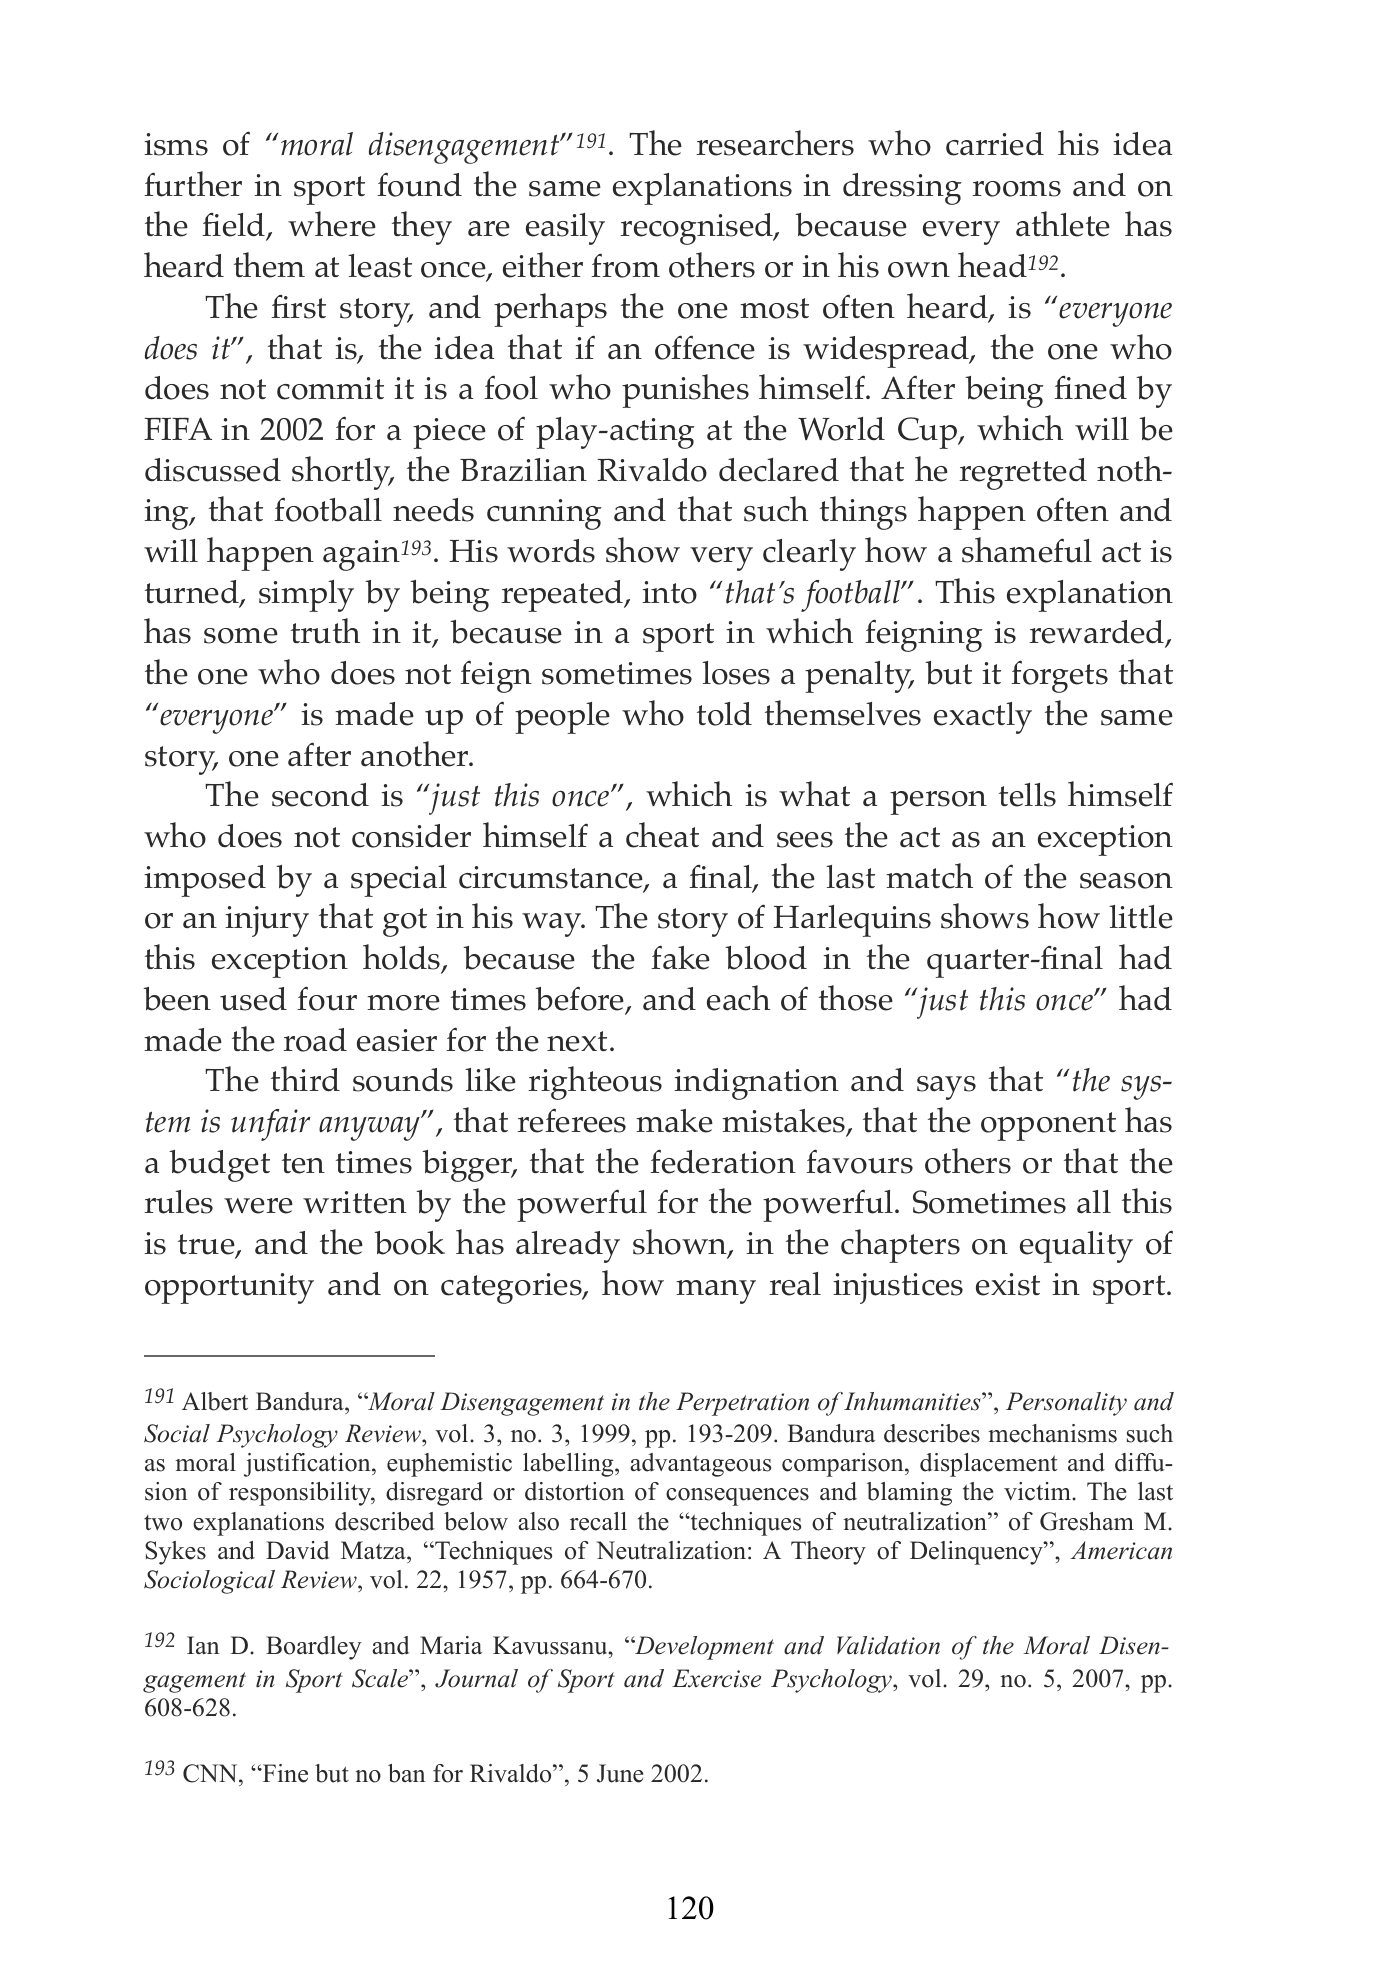 isms of “moral disengagement”191. The researchers who carried his idea
further in sport found the same explanations in dressing rooms and on
the field, where they are easily recognised, because every athlete has
heard them at least once, either from others or in his own head192.
The first story, and perhaps the one most often heard, is “everyone
does it”, that is, the idea that if an offence is widespread, the one who
does not commit it is a fool who punishes himself. After being fined by
FIFA in 2002 for a piece of play-acting at the World Cup, which will be
discussed shortly, the Brazilian Rivaldo declared that he regretted noth-
ing, that football needs cunning and that such things happen often and
will happen again193. His words show very clearly how a shameful act is
turned, simply by being repeated, into “that’s football”. This explanation
has some truth in it, because in a sport in which feigning is rewarded,
the one who does not feign sometimes loses a penalty, but it forgets that
“everyone” is made up of people who told themselves exactly the same
story, one after another.
The second is “just this once”, which is what a person tells himself
who does not consider himself a cheat and sees the act as an exception
imposed by a special circumstance, a final, the last match of the season
or an injury that got in his way. The story of Harlequins shows how little
this exception holds, because the fake blood in the quarter-final had
been used four more times before, and each of those “just this once” had
made the road easier for the next.
The third sounds like righteous indignation and says that “the sys-
tem is unfair anyway”, that referees make mistakes, that the opponent has
a budget ten times bigger, that the federation favours others or that the
rules were written by the powerful for the powerful. Sometimes all this
is true, and the book has already shown, in the chapters on equality of
opportunity and on categories, how many real injustices exist in sport.
191 Albert Bandura, “Moral Disengagement in the Perpetration of Inhumanities”, Personality and
Social Psychology Review, vol. 3, no. 3, 1999, pp. 193-209. Bandura describes mechanisms such
as moral justification, euphemistic labelling, advantageous comparison, displacement and diffu-
sion of responsibility, disregard or distortion of consequences and blaming the victim. The last
two explanations described below also recall the “techniques of neutralization” of Gresham M.
Sykes and David Matza, “Techniques of Neutralization: A Theory of Delinquency”, American
Sociological Review, vol. 22, 1957, pp. 664-670.
192 Ian D. Boardley and Maria Kavussanu, “Development and Validation of the Moral Disen-
gagement in Sport Scale”, Journal of Sport and Exercise Psychology, vol. 29, no. 5, 2007, pp.
608-628.
193 CNN, “Fine but no ban for Rivaldo”, 5 June 2002.
120